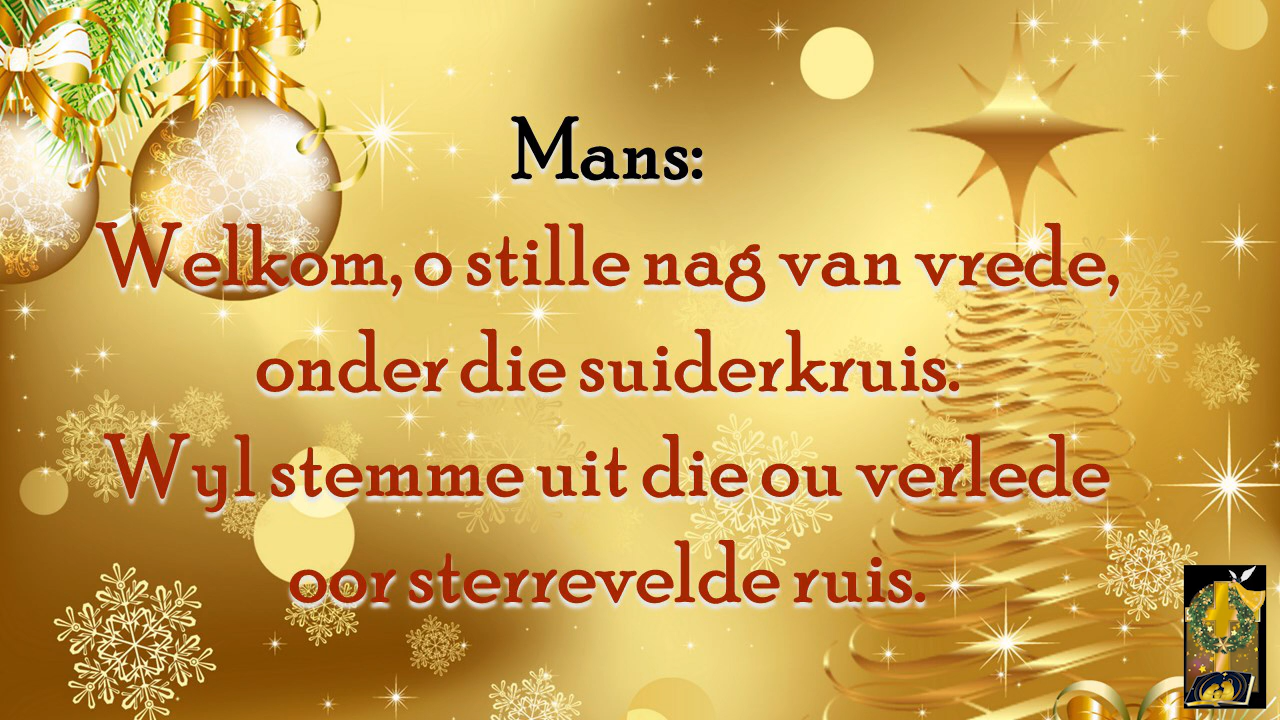 Mans:
Welkom, o stille nag van vrede,
onder die suiderkruis.
Wyl stemme uit die ou verlede
oor sterrevelde ruis.